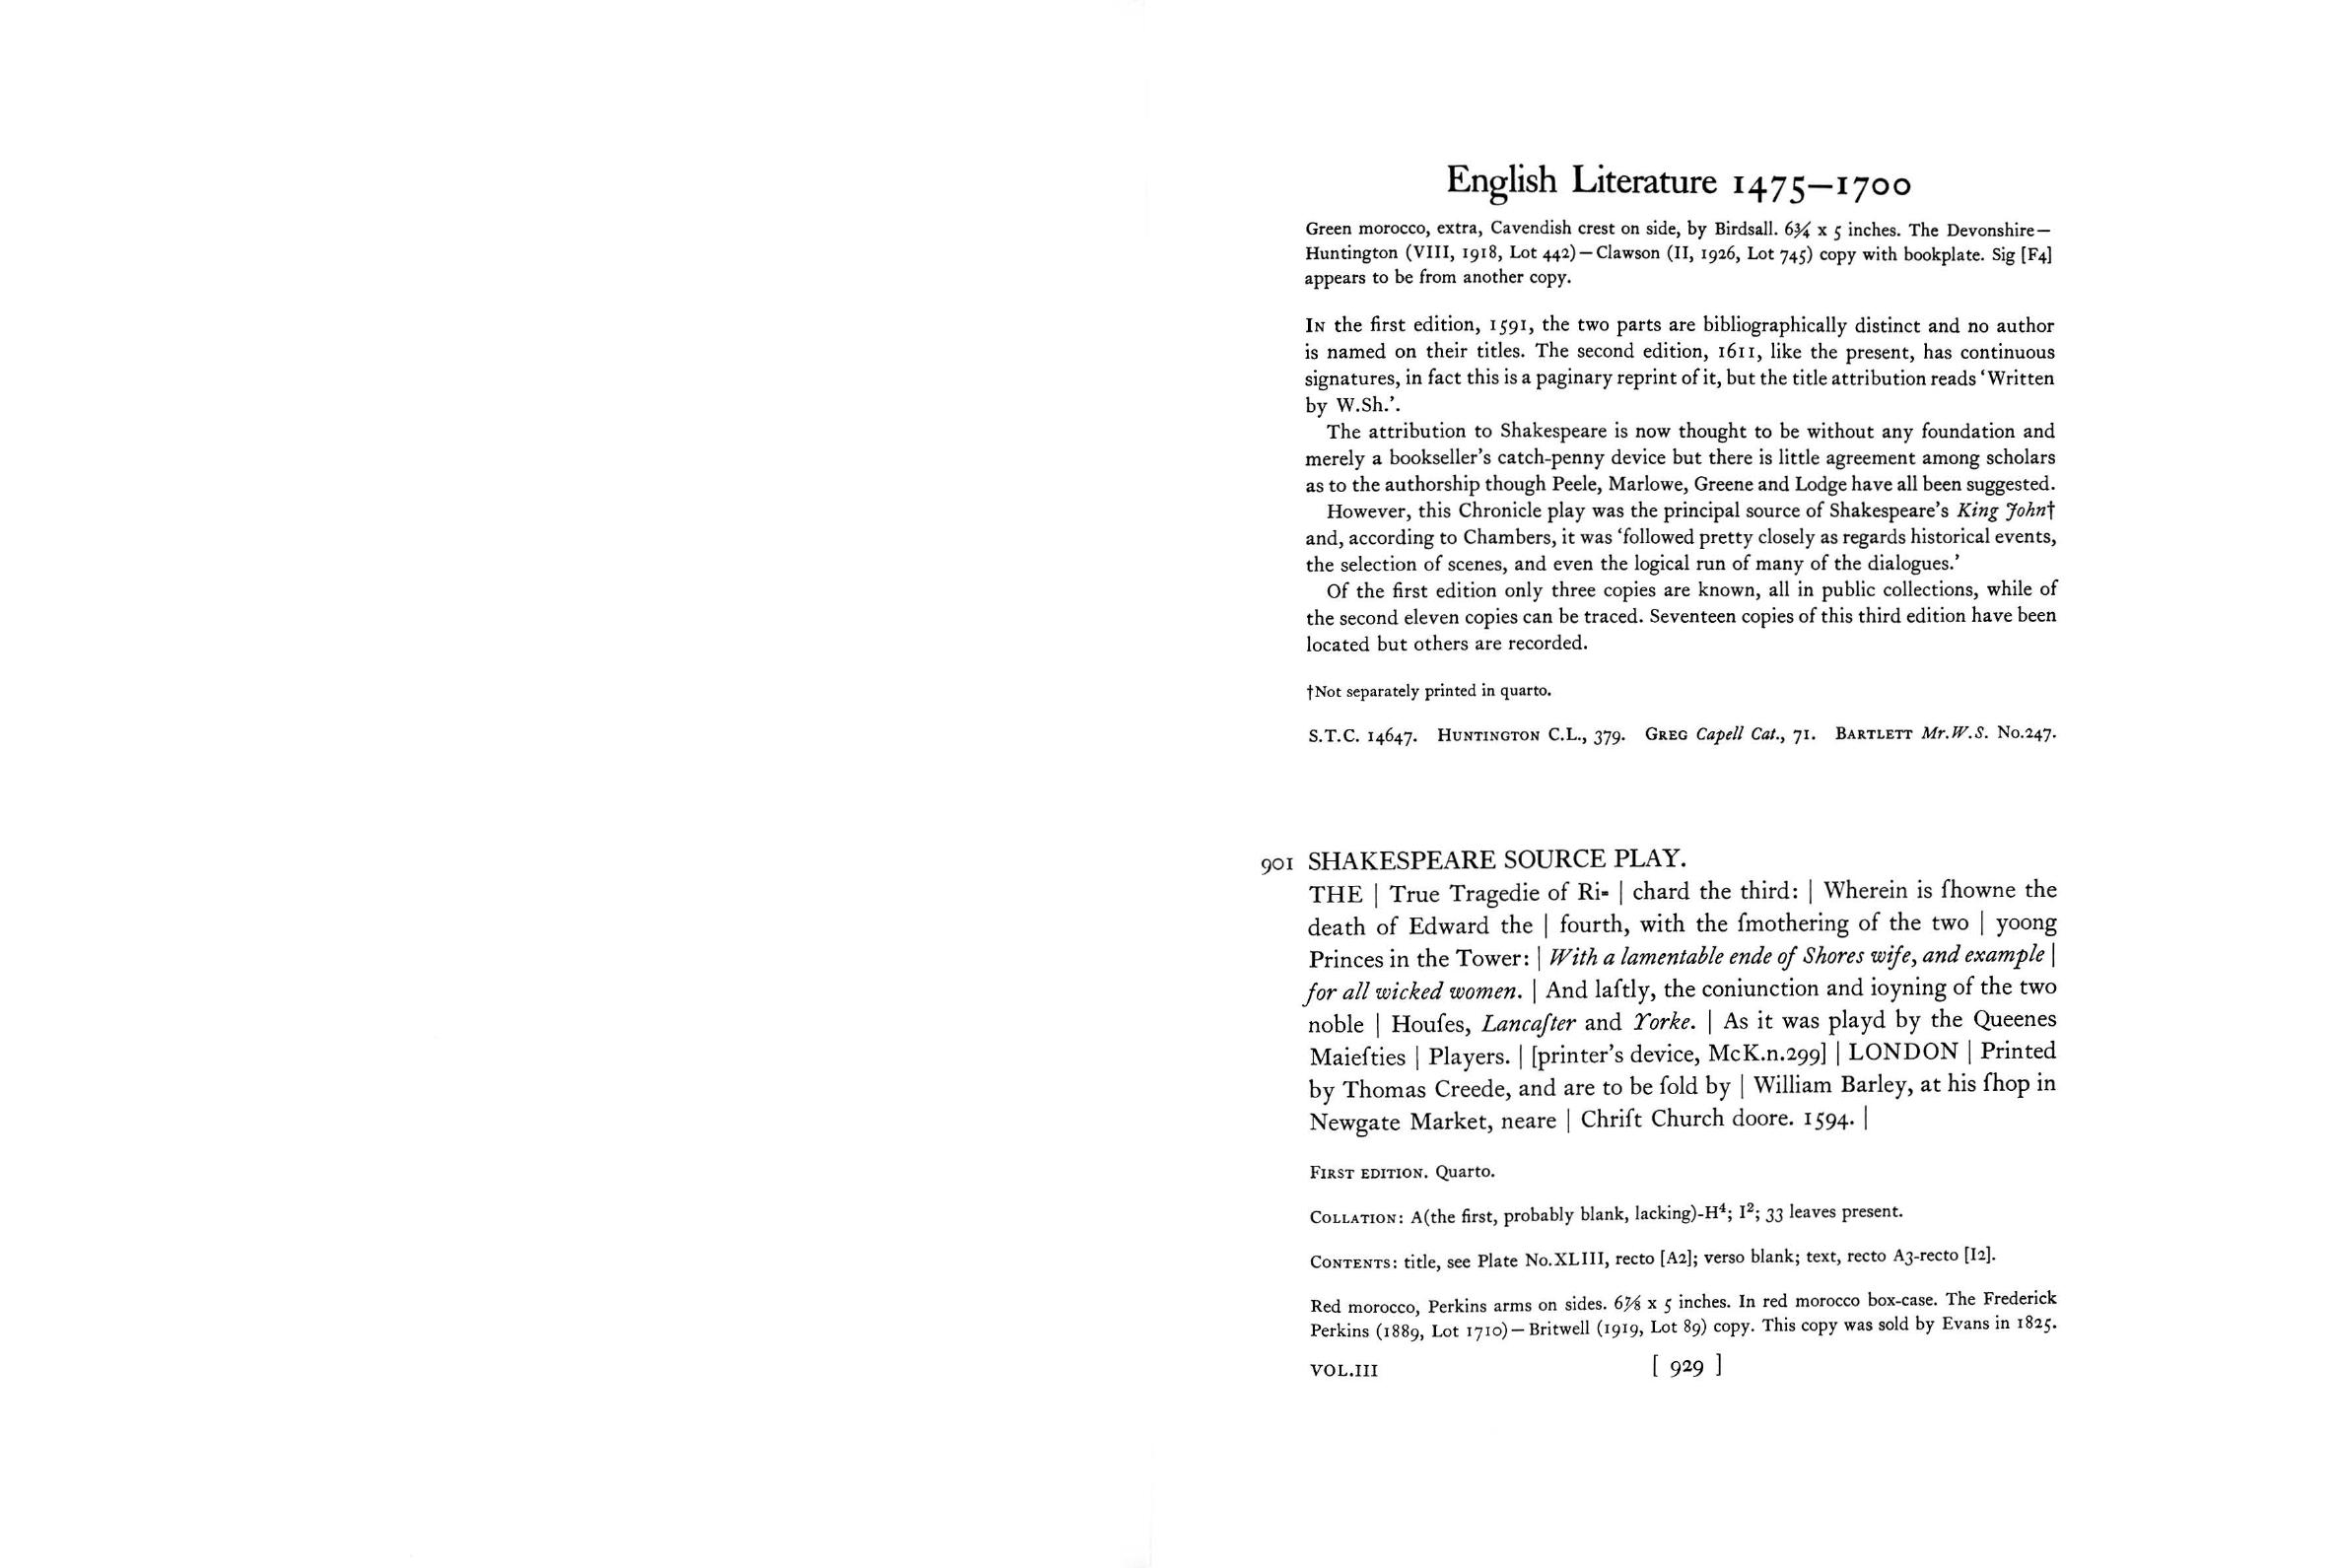 English Literature 1475–1700
Green morocco, extra, Cavendish crest on side, by Birdsall. 6¾ x 5 inches. The Devonshire—
Huntington (VIII, 1918, Lot 442)—Clawson (II, 1926, Lot 745) copy with bookplate. Sig [F4]
appears to be from another copy.
In the first edition, 1591, the two parts are bibliographically distinct and no author
is named on their titles. The second edition, 1611, like the present, has continuous
signatures, in fact this is a paginary reprint of it, but the title attribution reads ‘Written
by W.Sh.’.
The attribution to Shakespeare is now thought to be without any foundation and
merely a bookseller’s catch-penny device but there is little agreement among scholars
as to the authorship though Peele, Marlowe, Greene and Lodge have all been suggested.
However, this Chronicle play was the principal source of Shakespeare’s King John†
and, according to Chambers, it was ‘followed pretty closely as regards historical events,
the selection of scenes, and even the logical run of many of the dialogues.’
Of the first edition only three copies are known, all in public collections, while of
the second eleven copies can be traced. Seventeen copies of this third edition have been
located but others are recorded.
†Not separately printed in quarto.
S.T.C. 14647. Huntington C.L., 379. Greg Capell Cat., 71. Bartlett Mr.W.S. No.247.
901 SHAKESPEARE SOURCE PLAY.
THE | True Tragedie of Ri- | chard the third: | Wherein is ſhowne the
death of Edward the | fourth, with the ſmothering of the two | yoong
Princes in the Tower: | With a lamentable ende of Shores wife, and example |
for all wicked women. | And laſtly, the coniunction and ioyning of the two
noble | Houſes, Lancaſter and Yorke. | As it was playd by the Queenes
Maieſties | Players. | [printer’s device, McK.n.299] | LONDON | Printed
by Thomas Creede, and are to be ſold by | William Barley, at his ſhop in
Newgate Market, neare | Chriſt Church doore. 1594. |
First edition. Quarto.
Collation: A(the first, probably blank, lacking)-H⁴; I²; 33 leaves present.
Contents: title, see Plate No.XLIII, recto [A2]; verso blank; text, recto A3-recto [I2].
Red morocco, Perkins arms on sides. 6⅞ x 5 inches. In red morocco box-case. The Frederick
Perkins (1889, Lot 1710)—Britwell (1919, Lot 89) copy. This copy was sold by Evans in 1825.
VOL.III [ 929 ]